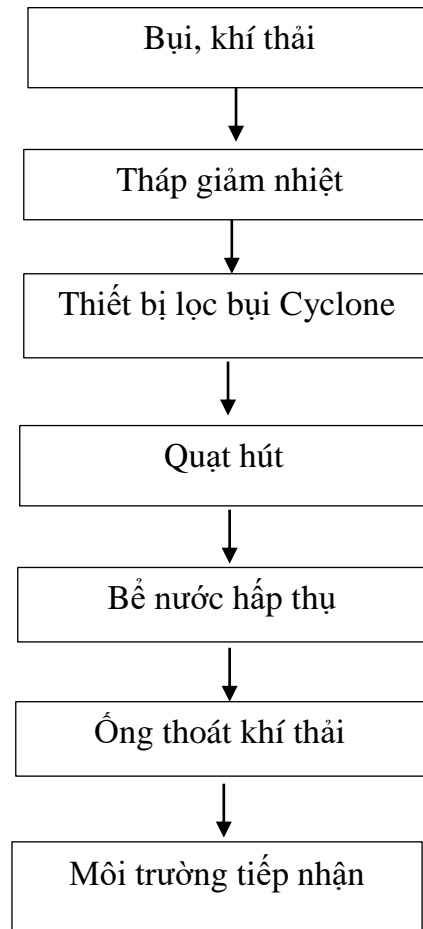 Bụi, khí thải
Tháp giảm nhiệt
Thiết bị lọc bụi Cyclone
Quạt hút
Bể nước hấp thụ
Ống thoát khí thải
Môi trường tiếp nhận